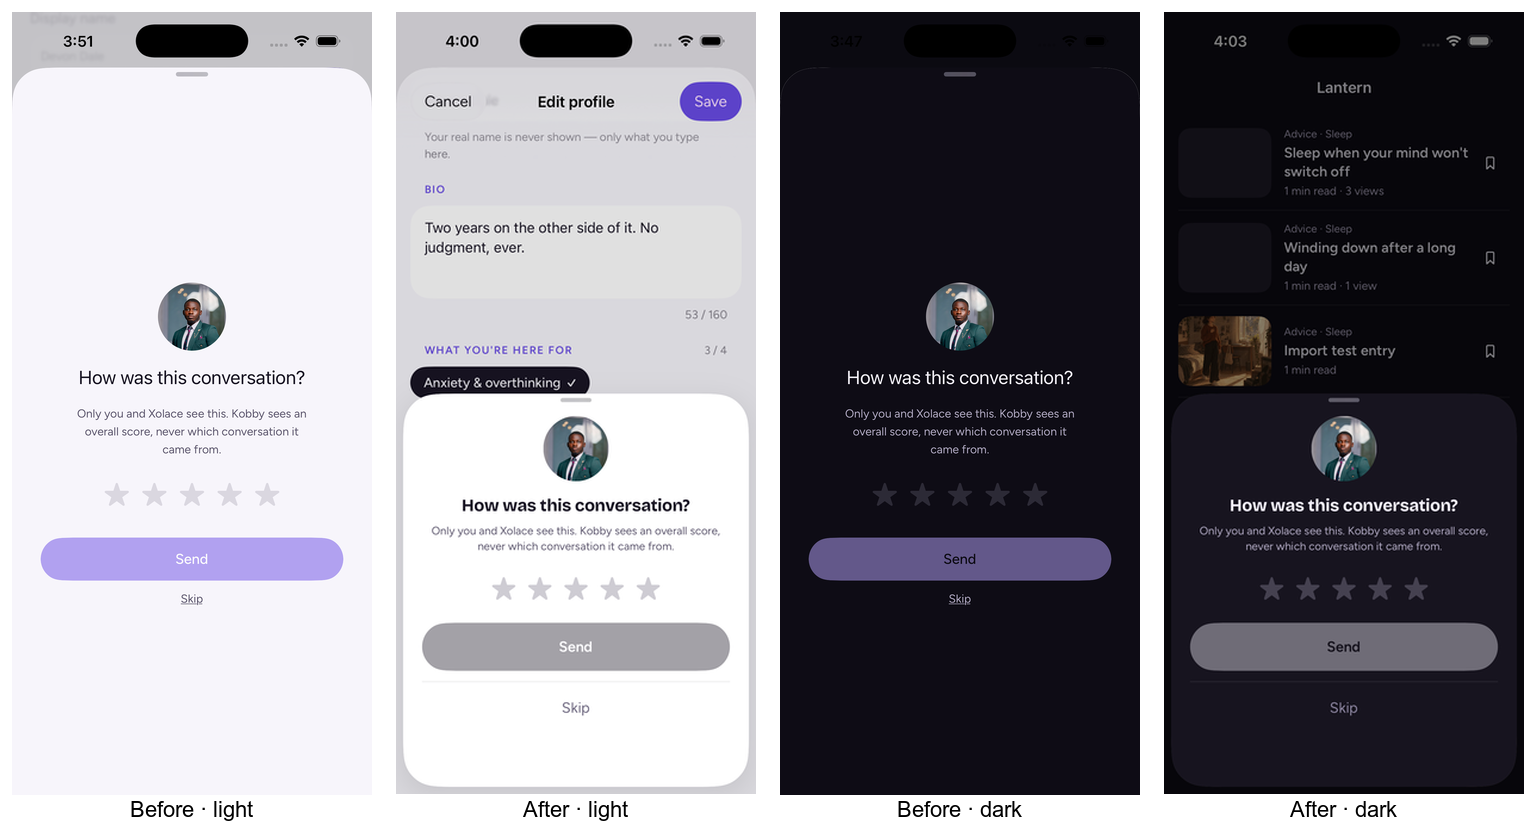 Display name
Devon Dale
3:51
How was this conversation?
Only you and Xolace see this. Kobby sees an
overall score, never which conversation it
came from.
Send
Skip
Before · light
4:00
Cancel
Edit profile
Save
Your real name is never shown — only what you type
here.
BIO
Two years on the other side of it. No
judgment, ever.
53 / 160
WHAT YOU'RE HERE FOR
3 / 4
Anxiety & overthinking ✓
How was this conversation?
Only you and Xolace see this. Kobby sees an overall score,
never which conversation it came from.
Send
Skip
After · light
3:47
How was this conversation?
Only you and Xolace see this. Kobby sees an
overall score, never which conversation it
came from.
Send
Skip
Before · dark
4:03
Lantern
Advice · Sleep
Sleep when your mind won't
switch off
1 min read · 3 views
Advice · Sleep
Winding down after a long
day
1 min read · 1 view
Advice · Sleep
Import test entry
1 min read
How was this conversation?
Only you and Xolace see this. Kobby sees an overall score,
never which conversation it came from.
Send
Skip
After · dark